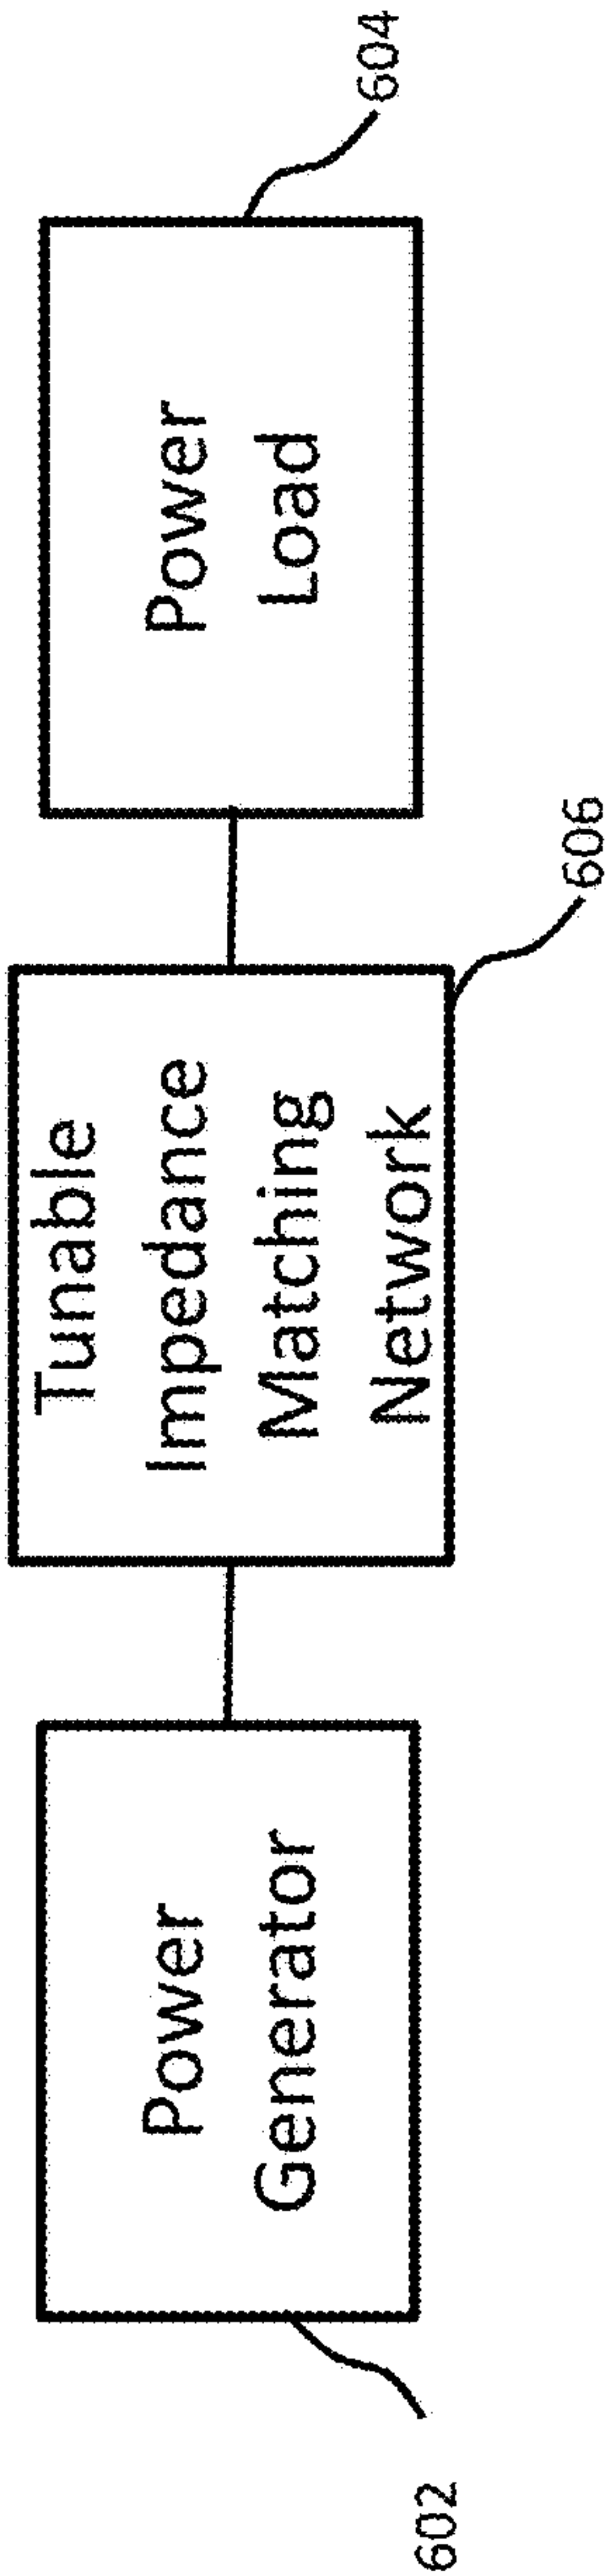 602
Power
Generator
Tunable
Impedance
Matching
Network
606
Power
Load
604